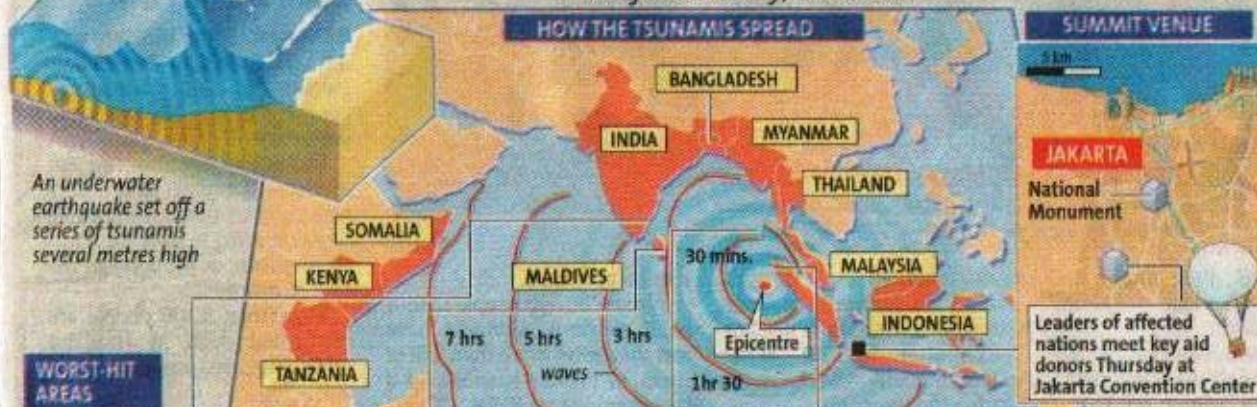 HOW THE TSUNAMIS SPREAD
SUMMIT VENUE
5 km
BANGLADESH
INDIA
MYANMAR
THAILAND
JAKARTA
National
Monument
An underwater
earthquake set off a
series of tsunamis
several metres high
SOMALIA
KENYA
MALDIVES
30 mins.
MALAYSIA
INDONESIA
7 hrs
5 hrs
3 hrs
Epicentre
waves
1hr 30
TANZANIA
WORST-HIT
AREAS
Leaders of affected
nations meet key aid
donors Thursday at
Jakarta Convention Center